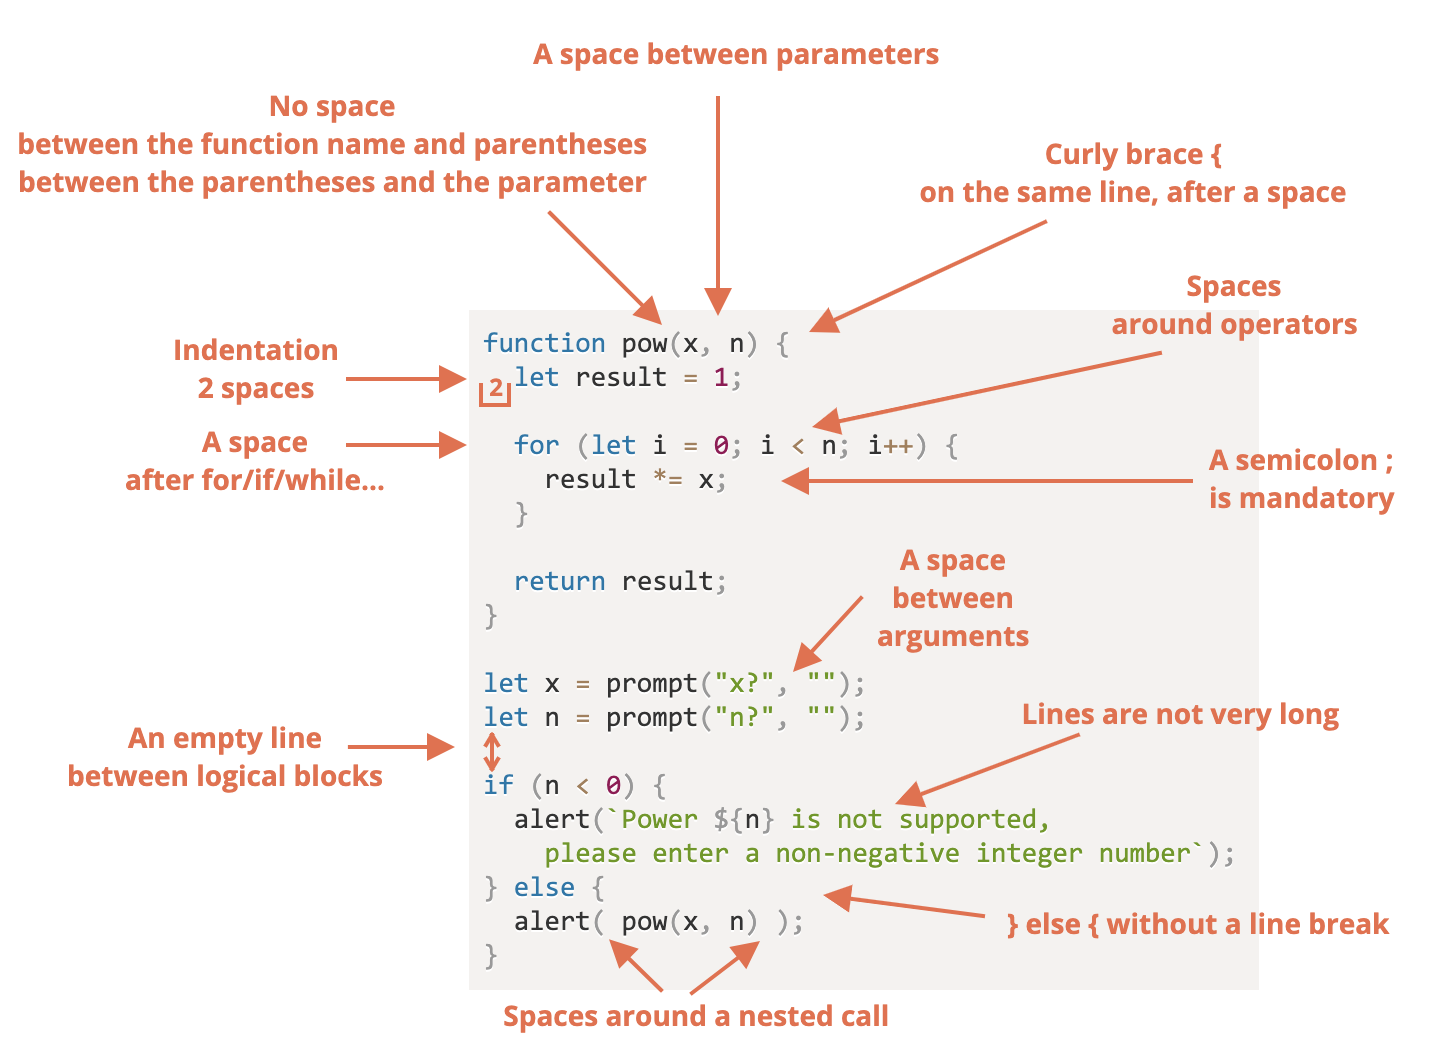 A space between parameters
No space
between the function name and parentheses
between the parentheses and the parameter
Curly brace {
on the same line, after a space
Spaces
around operators
Indentation
2 spaces
A space
after for/if/while...
A semicolon ;
is mandatory
function pow(x, n) {
2 let result = 1;
for (let i = 0; i < n; i++) {
result *= x;
}
return result;
}
A space
between
arguments
let x = prompt("x?", "");
let n = prompt("n?", "");
Lines are not very long
An empty line
between logical blocks
if (n < 0) {
alert(`Power ${n} is not supported,
please enter a non-negative integer number`);
} else {
alert( pow(x, n) );
}
} else { without a line break
Spaces around a nested call